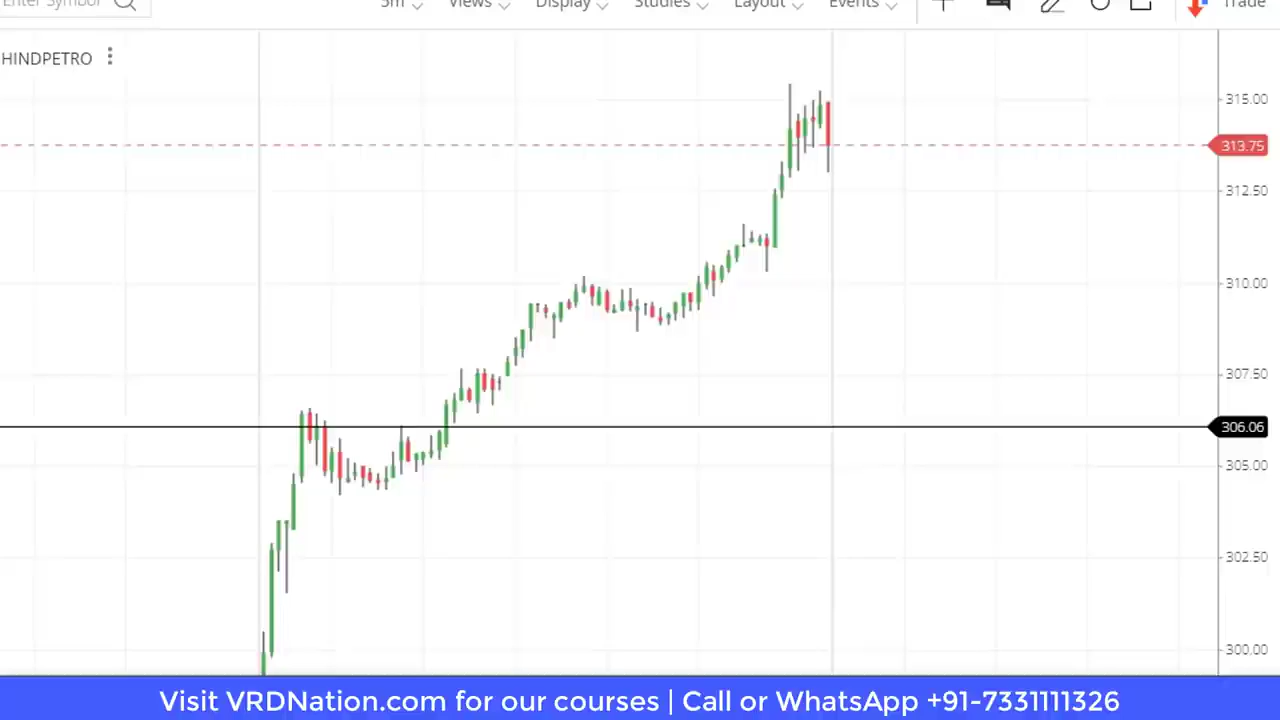 Enter Symbol
5m Views Display Studies Layout Events Trade
HINDPETRO
315.00
313.75
312.50
310.00
307.50
306.06
305.00
302.50
300.00
Visit VRDNation.com for our courses | Call or WhatsApp +91-7331111326